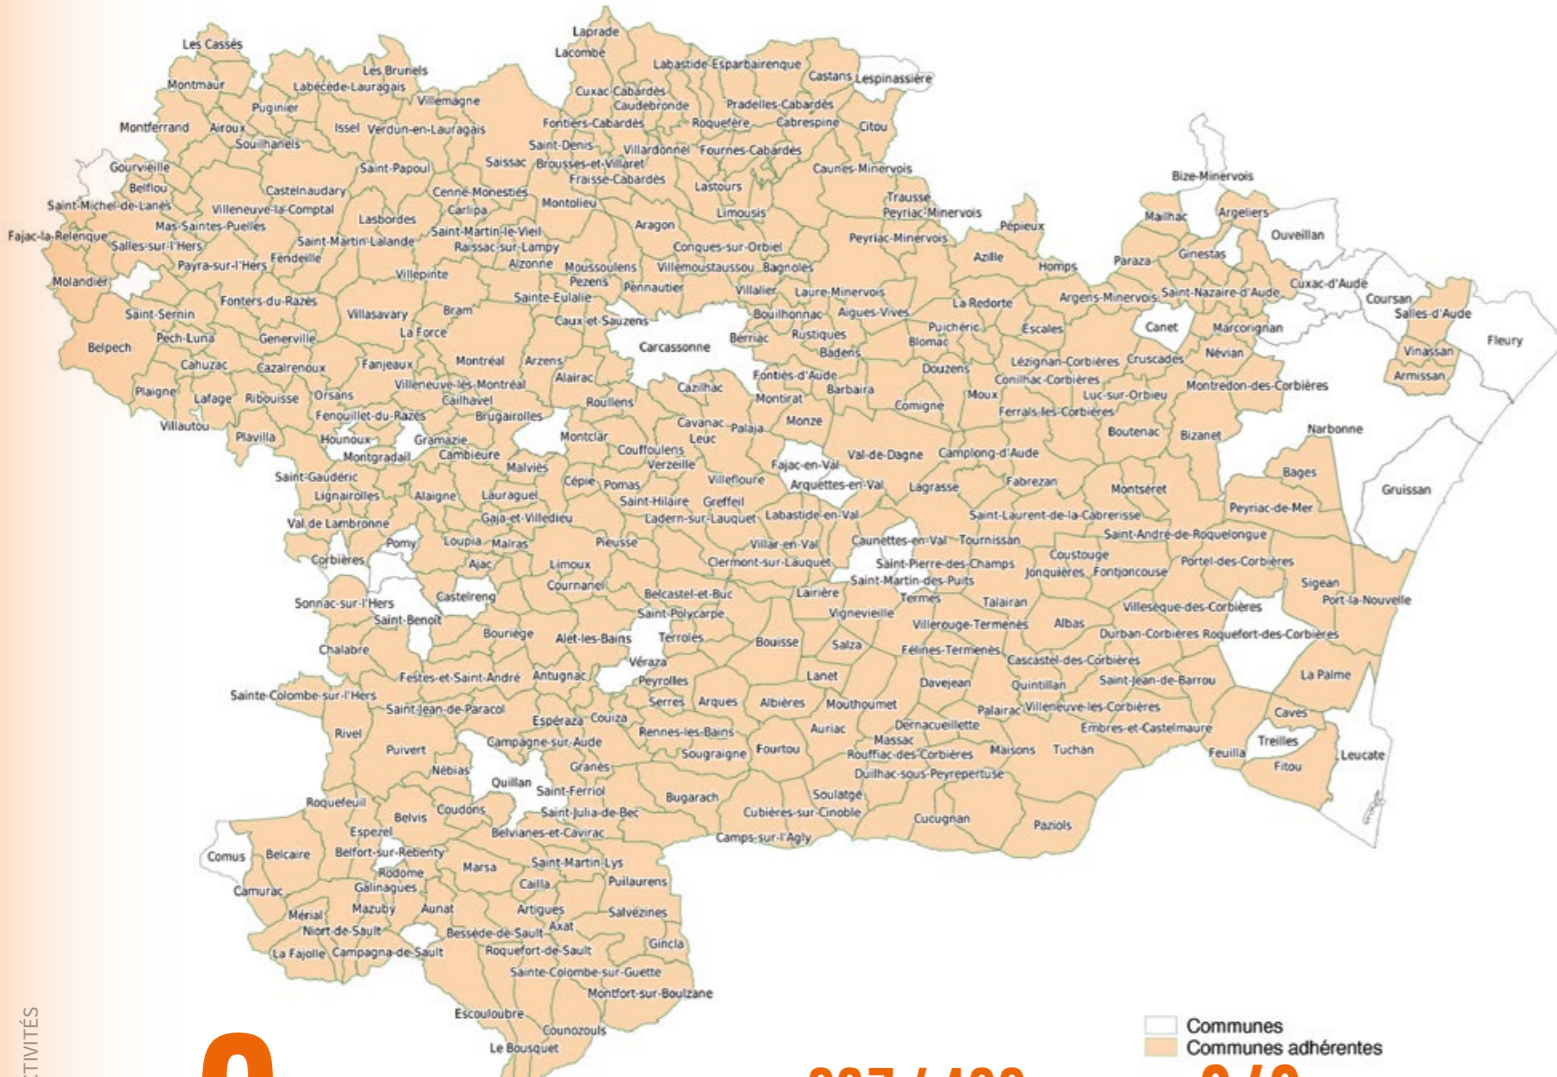 Laprade
Les Cassés
Lacombe
Labastide-Esparbairenque
Les Brunels
Castans
Lespinassière
Montmaur
Labécède-Lauragais
Cuxac-Cabardès
Villemagne
Caudebronde
Pradelles-Cabardès
Puginier
Montferrand
Airoux
Issel
Verdun-en-Lauragais
Fontiers-Cabardès
Roquefère
Cabrespine
Citou
Souilhanels
Saint-Denis
Villardonnel
Fournes-Cabardès
Gourvieille
Saint-Papoul
Saissac
Brousses-et-Villaret
Caunes-Minervois
Bize-Minervois
Belflou
Castelnaudary
Cenne-Monestiés
Fraisse-Cabardès
Lastours
Saint-Michel-de-Lanès
Villeneuve-la-Comptal
Carlipa
Montolieu
Limousis
Trausse
Peyriac-Minervois
Mailhac
Argeliers
Lasbordes
Mas-Saintes-Puelles
Saint-Martin-le-Vieil
Aragon
Pépieux
Ouveillan
Fajac-la-Relenque
Salles-sur-l'Hers
Saint-Martin-Lalande
Raissac-sur-Lampy
Conques-sur-Orbiel
Peyriac-Minervois
Ginestas
Payra-sur-l'Hers
Fendeille
Alzonne
Moussoulens
Villemoustaussou
Bagnoles
Azille
Homps
Paraza
Molandier
Villepinte
Pezens
Pennautier
Villalier
Laure-Minervois
Cuxac-d'Aude
Fonters-du-Razès
Sainte-Eulalie
La Redorte
Argens-Minervois
Saint-Nazaire-d'Aude
Coursan
Saint-Sernin
Villasavary
Bram
Caux-et-Sauzens
Bouilhonnac
Aigues-Vives
Salles-d'Aude
Pech-Luna
Generville
La Force
Berriac
Rustiques
Puichéric
Escales
Canet
Marcorignan
Fleury
Belpech
Carcassonne
Badens
Blomac
Cahuzac
Cazalrenoux
Fanjeaux
Montréal
Arzens
Lézignan-Corbières
Cruscades
Névian
Vinassan
Alairac
Fontiès-d'Aude
Douzens
Conilhac-Corbières
Montredon-des-Corbières
Armissan
Plaigne
Lafage
Ribouisse
Orsans
Villeneuve-lès-Montréal
Cailhavel
Roullens
Cazilhac
Montirat
Barbaira
Comigne
Moux
Luc-sur-Orbieu
Fenouillet-du-Razès
Brugairolles
Ferrals-les-Corbières
Villautou
Plavilla
Hounoux
Gramazie
Montclar
Cavanac
Palaja
Monze
Boutenac
Bizanet
Narbonne
Leuc
Montgradail
Cambieure
Couffoulens
Val-de-Dagne
Camplong-d'Aude
Malviès
Verzeille
Fajac-en-Val
Saint-Gaudéric
Cépie
Pomas
Villefloure
Arquettes-en-Val
Lagrasse
Fabrezan
Montséret
Bages
Gruissan
Lignairolles
Alaigne
Lauraguel
Saint-Hilaire
Greffeil
Peyriac-de-Mer
Val de Lambronne
Gaja-et-Villedieu
Ladern-sur-Lauquet
Labastide-en-Val
Saint-Laurent-de-la-Cabrerisse
Pomy
Loupia
Malras
Pieusse
Villar-en-Val
Caunettes-en-Val
Tournissan
Saint-André-de-Roquelongue
Corbières
Ajac
Limoux
Clermont-sur-Lauquet
Saint-Pierre-des-Champs
Coustouge
Portel-des-Corbières
Jonquières
Fontjoncouse
Cournanel
Saint-Martin-des-Puits
Sigean
Sonnac-sur-l'Hers
Castelreng
Belcastel-et-Buc
Lairière
Termes
Talairan
Villesèque-des-Corbières
Port-la-Nouvelle
Saint-Benoît
Saint-Polycarpe
Vignevieille
Villerouge-Termenès
Albas
Bouriège
Alet-les-Bains
Terroles
Bouisse
Salza
Durban-Corbières
Roquefort-des-Corbières
Chalabre
Félines-Termenès
Véraza
Cascastel-des-Corbières
Festes-et-Saint-André
Antugnac
Peyrolles
Lanet
Davejean
Quintillan
Saint-Jean-de-Barrou
La Palme
Sainte-Colombe-sur-l'Hers
Serres
Arques
Albières
Mouthoumet
Saint-Jean-de-Paracol
Palairac
Villeneuve-les-Corbières
Caves
Espéraza
Couiza
Rivel
Rennes-les-Bains
Auriac
Dernacueillette
Embres-et-Castelmaure
Campagne-sur-Aude
Massac
Treilles
Puivert
Sougraigne
Fourtou
Rouffiac-des-Corbières
Maisons
Tuchan
Feuilla
Leucate
Nébias
Granès
Duilhac-sous-Peyrepertuse
Fitou
Quillan
Saint-Ferriol
Bugarach
Soulatgé
Roquefeuil
Coudons
Saint-Julia-de-Bec
Cubières-sur-Cinoble
Belvis
Cucugnan
Paziols
Espezel
Belvianes-et-Cavirac
Camps-sur-l'Agly
Comus
Belcaire
Belfort-sur-Rebenty
Marsa
Saint-Martin-Lys
Rodome
Camurac
Galinagues
Cailla
Puilaurens
Mérial
Mazuby
Aunat
Artigues
Salvezines
Niort-de-Sault
Bessède-de-Sault
Axat
La Fajolle
Campagna-de-Sault
Roquefort-de-Sault
Gincla
Sainte-Colombe-sur-Guette
Montfort-sur-Boulzane
Escouloubre
Counozouls
Le Bousquet
Communes
Communes adhérentes